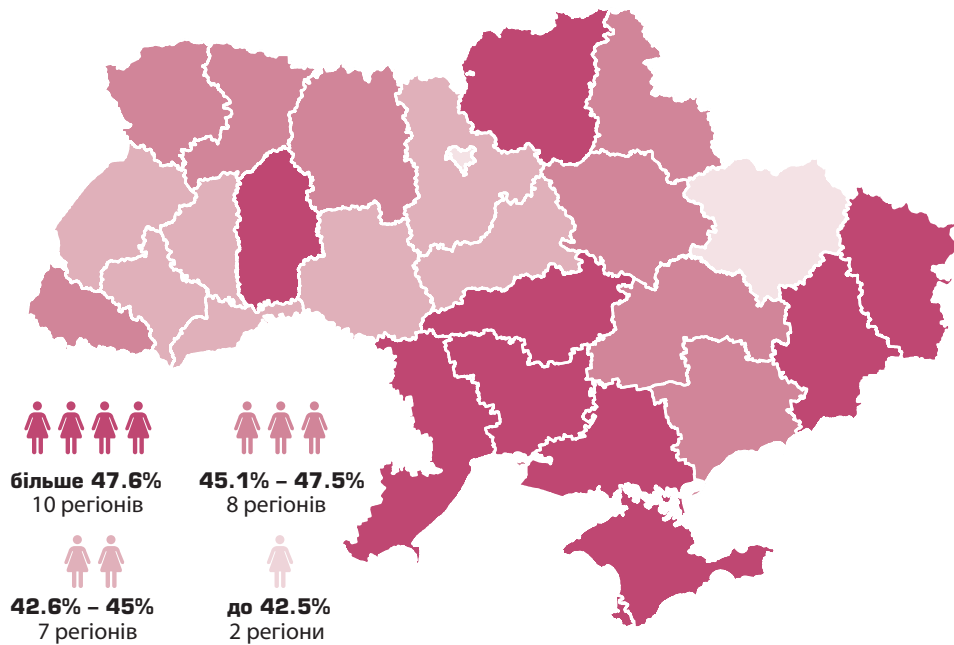 більше 47.6%
10 регіонів
45.1% – 47.5%
8 регіонів
42.6% – 45%
7 регіонів
до 42.5%
2 регіони